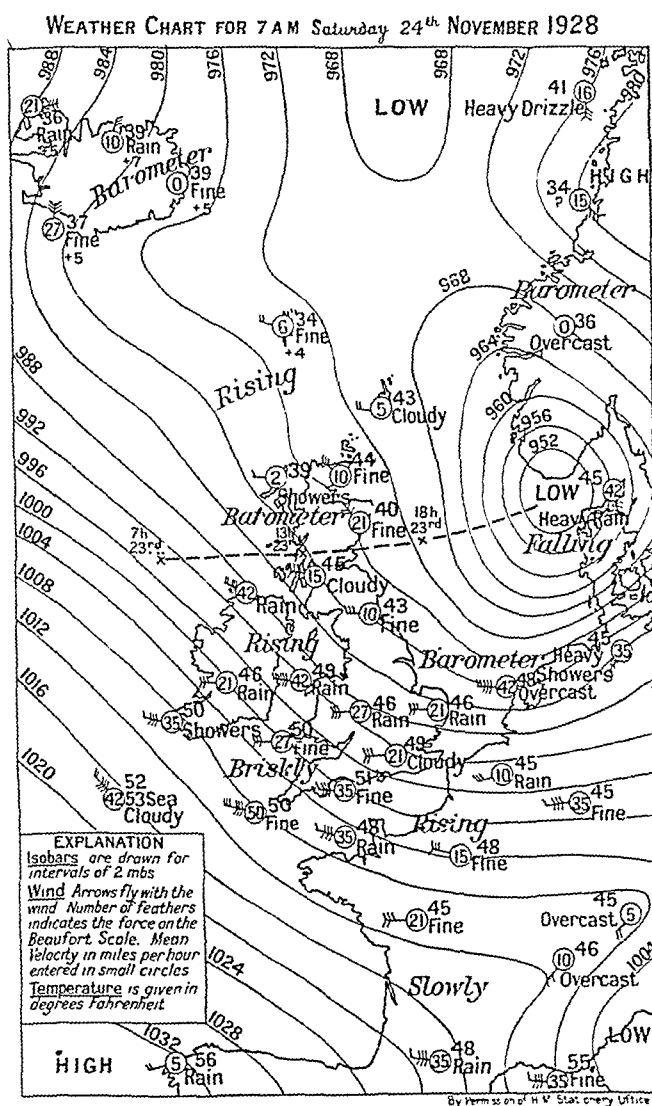 WEATHER CHART FOR 7AM Saturday 24th NOVEMBER 1928
988
984
980
976
972
968
968
972
976
980
LOW
41
16
Heavy Drizzle
21
36
Rain
+5
10
39
Rain
+7
Barometer
0
39
Fine
+5
HIGH
34
?
15
27
37
Fine
+5
968
Barometer
6
34
Fine
+4
0
36
Overcast
964
988
Rising
5
43
Cloudy
960
956
952
992
996
2
39
Showers
44
10
Fine
LOW
45
42
Heavy Rain
1000
Barometer
40
21
Fine
18h
23rd
Falling
1004
7h
23rd
13h
23
15
45
Cloudy
1008
42
Rain
43
10
Fine
1012
Rising
Barometer
45
35
Heavy
Showers
1016
21
46
Rain
42
49
Rain
42
48
Overcast
35
50
Showers
27
46
Rain
21
46
Rain
1020
27
50
Fine
21
49
Cloudy
Briskly
45
10
Rain
52
42
53 Sea
Cloudy
51
35
Fine
45
35
Fine
50
50
Fine
Rising
48
35
Rain
48
15
Fine
EXPLANATION
Isobars are drawn for
intervals of 2 mbs
Wind Arrows fly with the
wind Number of feathers
indicates the force on the
Beaufort Scale. Mean
Velocity in miles per hour
entered in small circles
Temperature is given in
degrees Fahrenheit
45
21
Fine
45
Overcast
5
46
10
Overcast
1004
1024
Slowly
1028
1032
HIGH
5
56
Rain
48
35
Rain
LOW
55
35
Fine
By Permission of H.M. Stationery Office